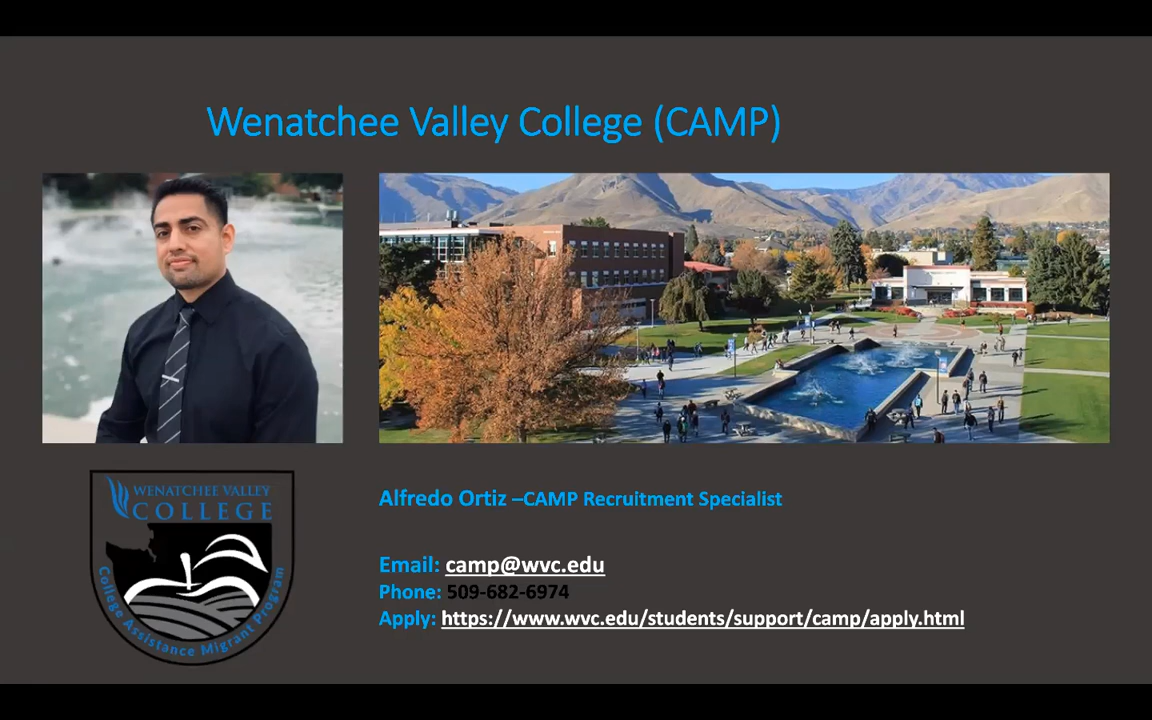 Wenatchee Valley College (CAMP)
WENATCHEE VALLEY
COLLEGE
College Assistance Migrant Program
Alfredo Ortiz –CAMP Recruitment Specialist
Email: camp@wvc.edu
Phone: 509-682-6974
Apply: https://www.wvc.edu/students/support/camp/apply.html